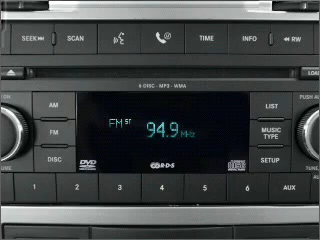 SEEK SCAN TIME INFO RW
6 DISC · MP3 · WMA
AM LIST
FM FM ST 94.9 MHz MUSIC TYPE
DISC DVD RDS disc SETUP
1 2 3 4 5 6 AUX